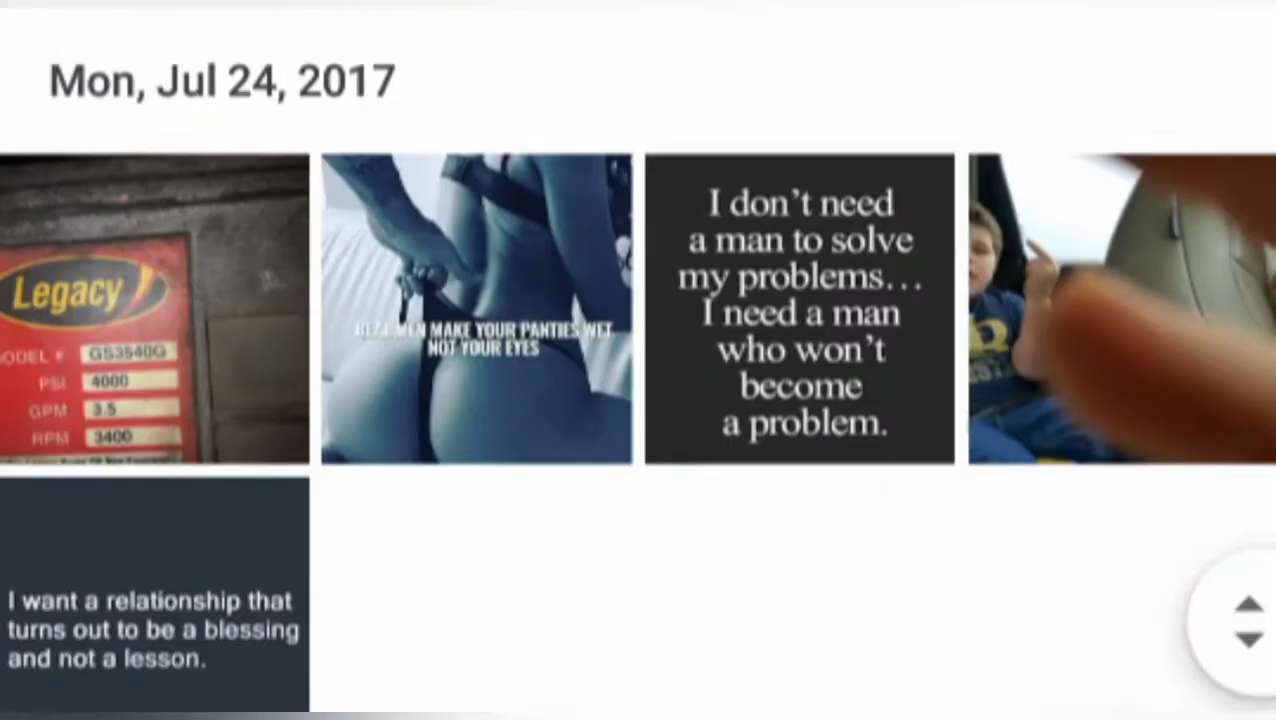 Mon, Jul 24, 2017
Legacy
MODEL # GS3540G
PSI 4000
GPM 3.5
RPM 3400
REAL MEN MAKE YOUR PANTIES WET
NOT YOUR EYES
I don't need
a man to solve
my problems...
I need a man
who won't
become
a problem.
I want a relationship that
turns out to be a blessing
and not a lesson.